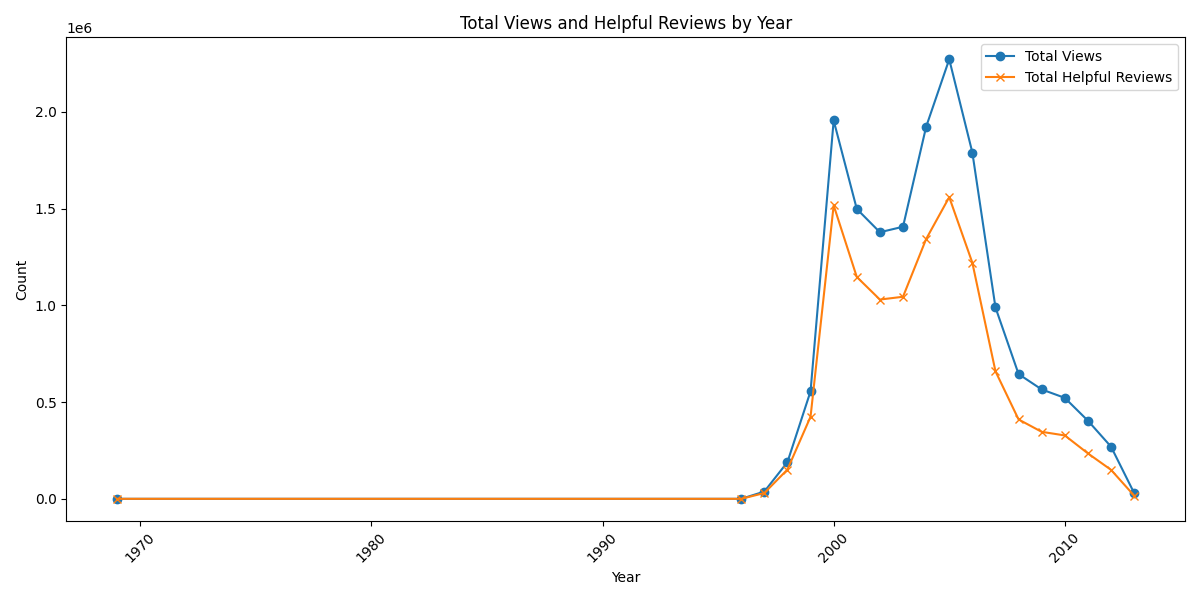 Total Views and Helpful Reviews by Year
1e6
Total Views
Total Helpful Reviews
2.0
1.5
1.0
0.5
0.0
Count
1970
1980
1990
2000
2010
Year